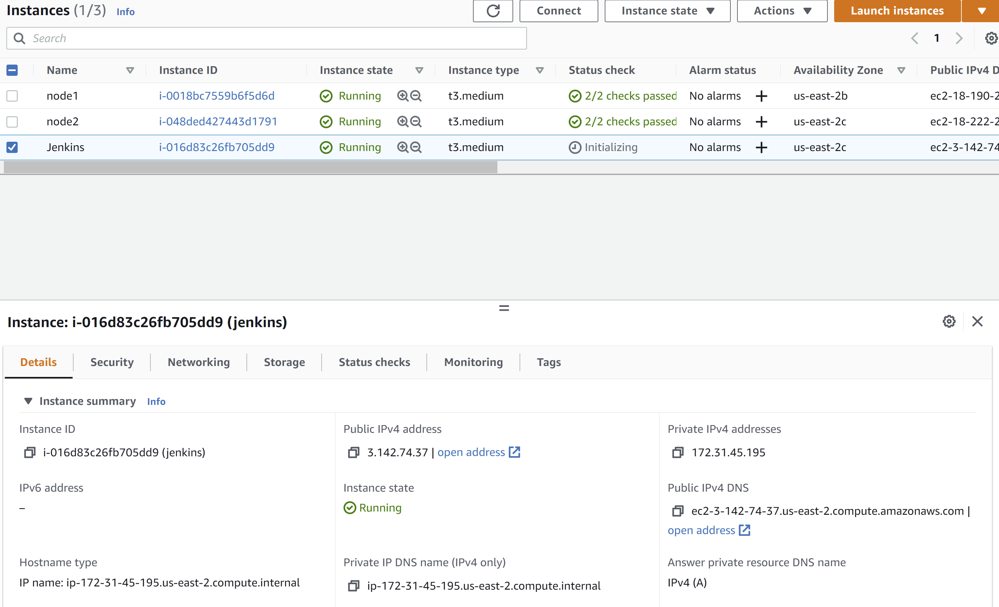 Instances (1/3) Info Connect Instance state Actions Launch instances
Search 1
Name Instance ID Instance state Instance type Status check Alarm status Availability Zone Public IPv4 D
node1 i-0018bc7559b6f5d6d Running t3.medium 2/2 checks passed No alarms us-east-2b ec2-18-190-2
node2 i-048ded427443d1791 Running t3.medium 2/2 checks passed No alarms us-east-2c ec2-18-222-2
Jenkins i-016d83c26fb705dd9 Running t3.medium Initializing No alarms us-east-2c ec2-3-142-74
Instance: i-016d83c26fb705dd9 (jenkins)
Details Security Networking Storage Status checks Monitoring Tags
Instance summary Info
Instance ID Public IPv4 address Private IPv4 addresses
i-016d83c26fb705dd9 (jenkins) 3.142.74.37 | open address 172.31.45.195
IPv6 address Instance state Public IPv4 DNS
– Running ec2-3-142-74-37.us-east-2.compute.amazonaws.com |
open address
Hostname type Private IP DNS name (IPv4 only) Answer private resource DNS name
IP name: ip-172-31-45-195.us-east-2.compute.internal ip-172-31-45-195.us-east-2.compute.internal IPv4 (A)